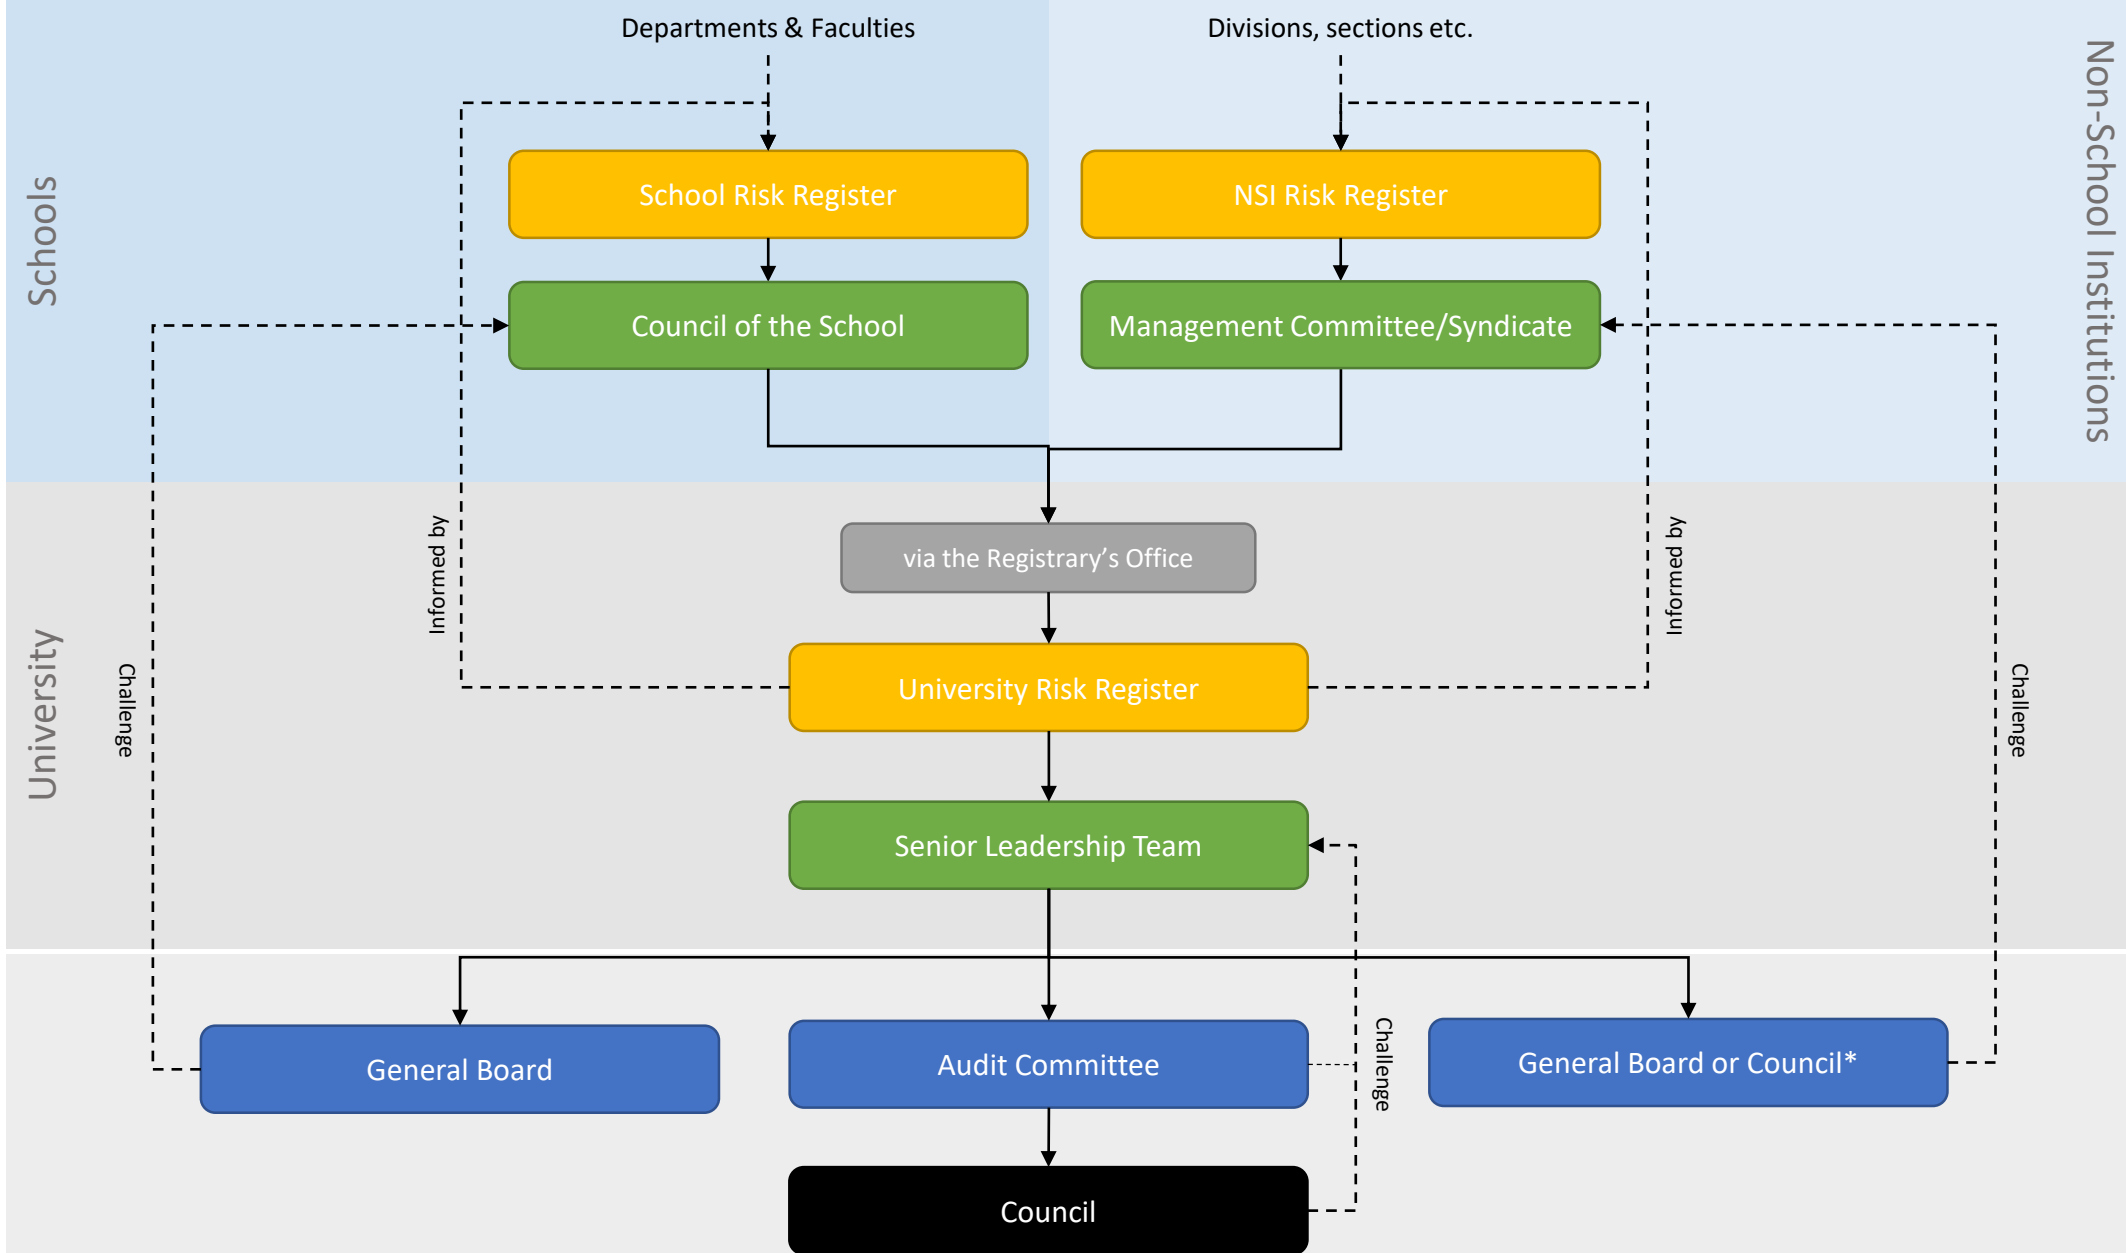 Departments & Faculties
Divisions, sections etc.
Schools
Non-School Institutions
School Risk Register
NSI Risk Register
Council of the School
Management Committee/Syndicate
Informed by
via the Registrary’s Office
Informed by
University
Challenge
University Risk Register
Challenge
Senior Leadership Team
General Board
Audit Committee
Challenge
General Board or Council*
Council